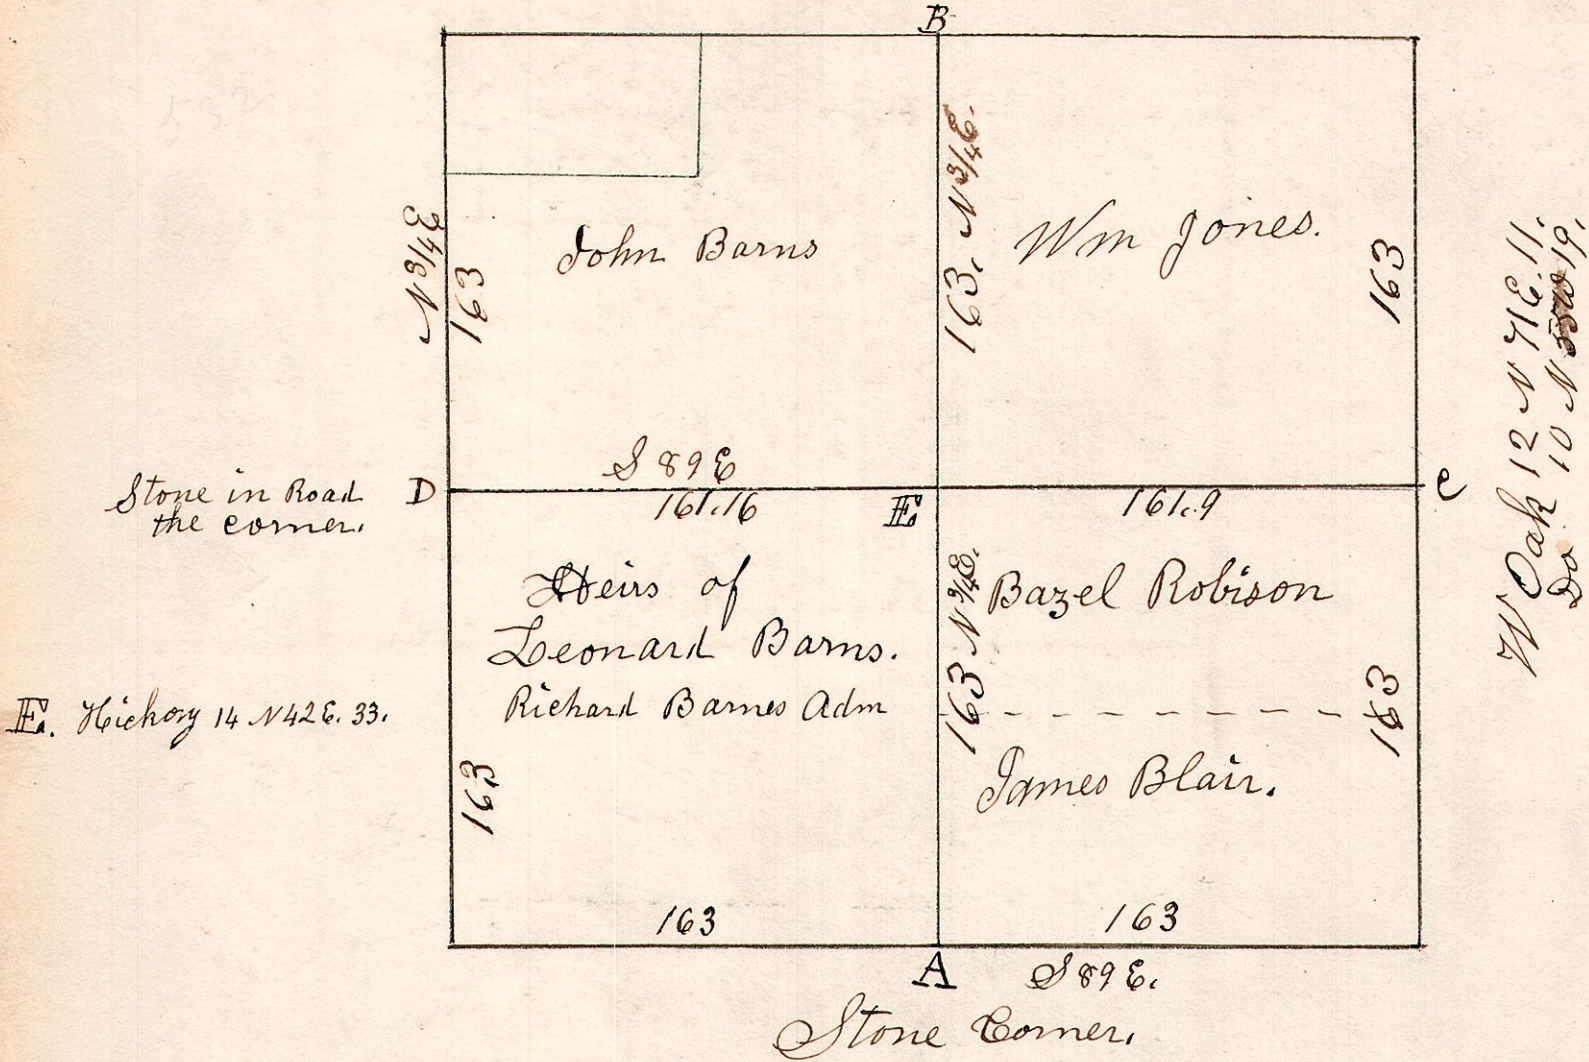 B
N 3/4 E
163
John Barns
163. N 3/4 E.
Wm Jones.
163
W Oak 12 N 71 E. 11.
Do 10 N 19.
S 89 E
Stone in Road
the corner.
D
161.16
E
161.9
C
Heirs of
Leonard Barns.
Richard Barnes Adm
163 N 3/4 E.
Bazel Robison
163
E. Hickory 14 N 42 E. 33.
163
James Blair.
163
163
A
S 89 E.
Stone Corner.